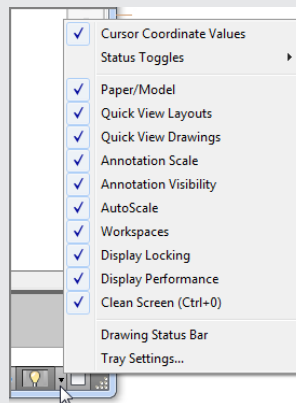 Cursor Coordinate Values
Status Toggles
Paper/Model
Quick View Layouts
Quick View Drawings
Annotation Scale
Annotation Visibility
AutoScale
Workspaces
Display Locking
Display Performance
Clean Screen (Ctrl+0)
Drawing Status Bar
Tray Settings...